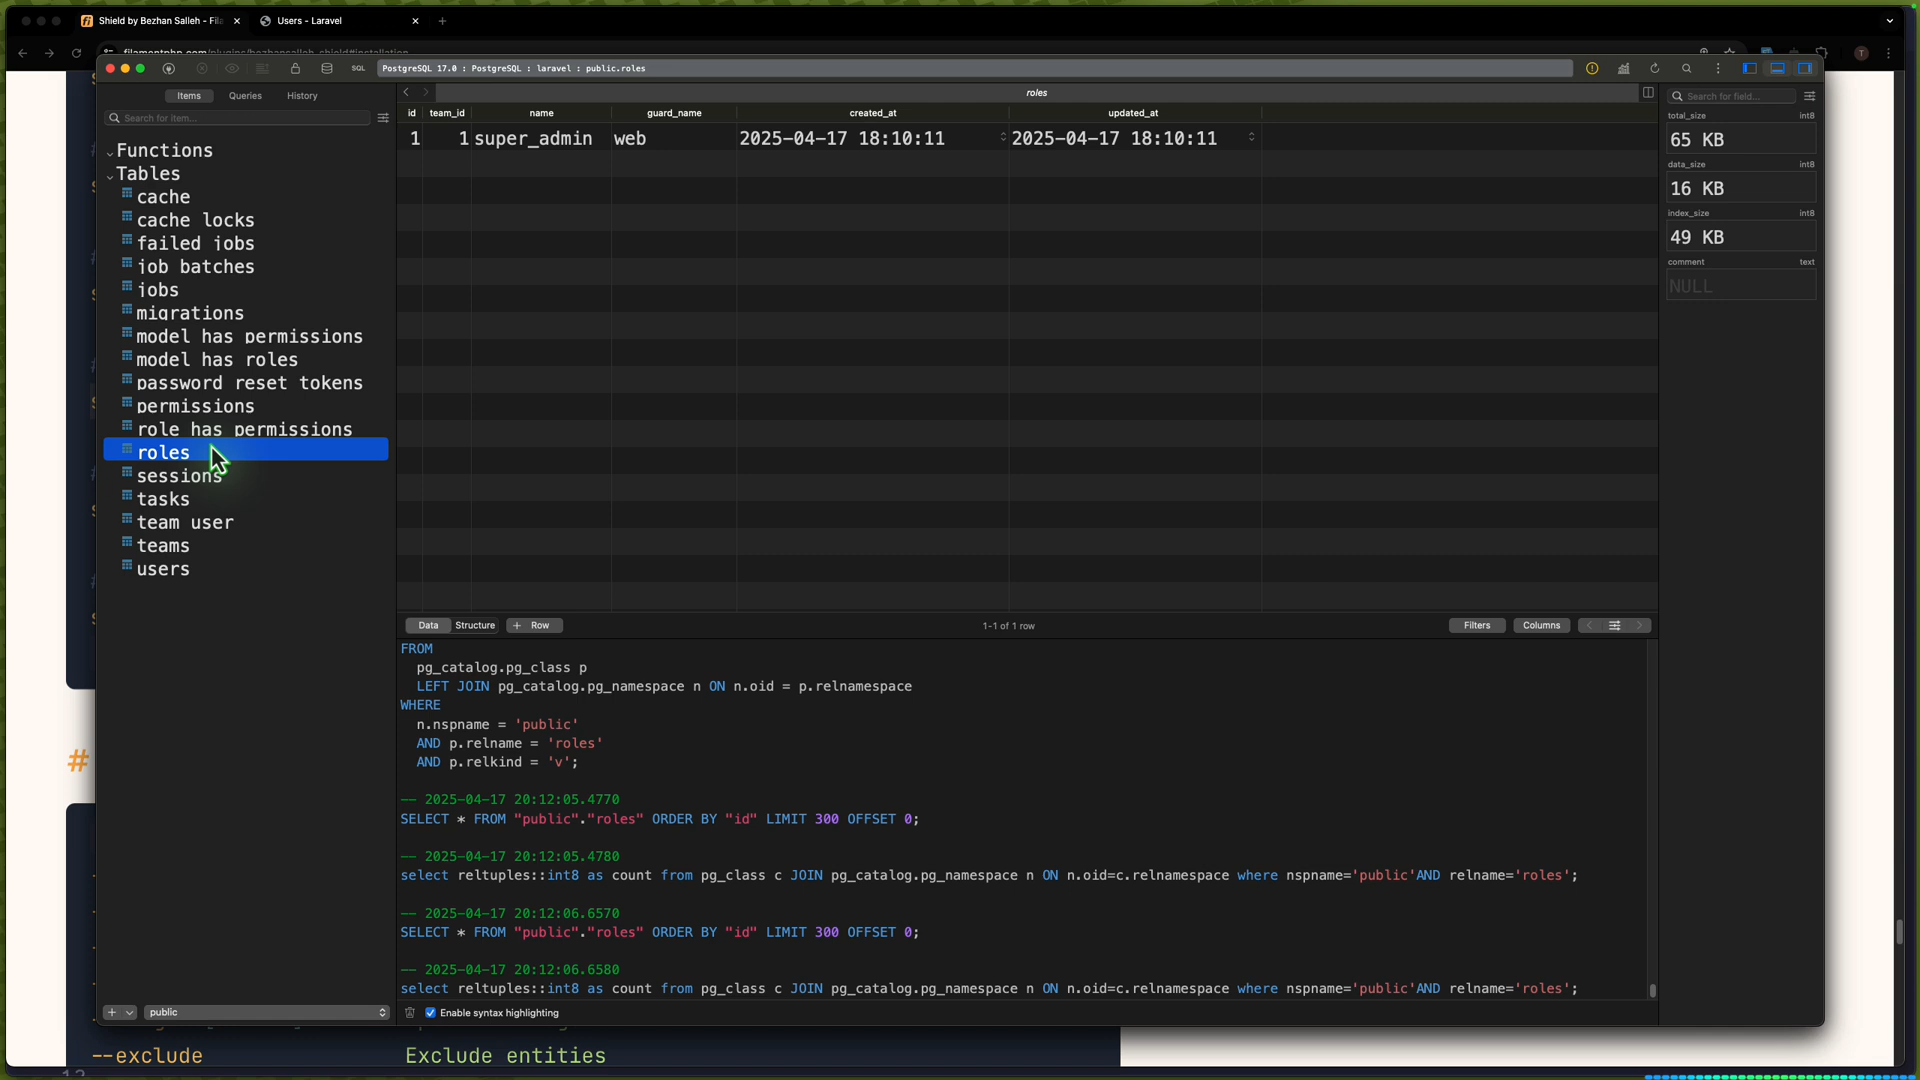 Shield by Bezhan Salleh - Fila
Users - Laravel
filamentphp.com/plugins/bezhansalleh-shield#installation
T
SQL
PostgreSQL 17.0 : PostgreSQL : laravel : public.roles
Items
Queries
History
Search for item...
Functions
Tables
cache
cache locks
failed jobs
job batches
jobs
migrations
model has permissions
model has roles
password reset tokens
permissions
role has permissions
roles
sessions
tasks
team user
teams
users
public
roles
id
team_id
name
guard_name
created_at
updated_at
1
1
super_admin
web
2025-04-17 18:10:11
2025-04-17 18:10:11
Data
Structure
+ Row
1-1 of 1 row
Filters
Columns
FROM
pg_catalog.pg_class p
LEFT JOIN pg_catalog.pg_namespace n ON n.oid = p.relnamespace
WHERE
n.nspname = 'public'
AND p.relname = 'roles'
AND p.relkind = 'v';
-- 2025-04-17 20:12:05.4770
SELECT * FROM "public"."roles" ORDER BY "id" LIMIT 300 OFFSET 0;
-- 2025-04-17 20:12:05.4780
select reltuples::int8 as count from pg_class c JOIN pg_catalog.pg_namespace n ON n.oid=c.relnamespace where nspname='public'AND relname='roles';
-- 2025-04-17 20:12:06.6570
SELECT * FROM "public"."roles" ORDER BY "id" LIMIT 300 OFFSET 0;
-- 2025-04-17 20:12:06.6580
select reltuples::int8 as count from pg_class c JOIN pg_catalog.pg_namespace n ON n.oid=c.relnamespace where nspname='public'AND relname='roles';
Enable syntax highlighting
Search for field...
total_size
int8
65 KB
data_size
int8
16 KB
index_size
int8
49 KB
comment
text
NULL
#
--exclude
Exclude entities